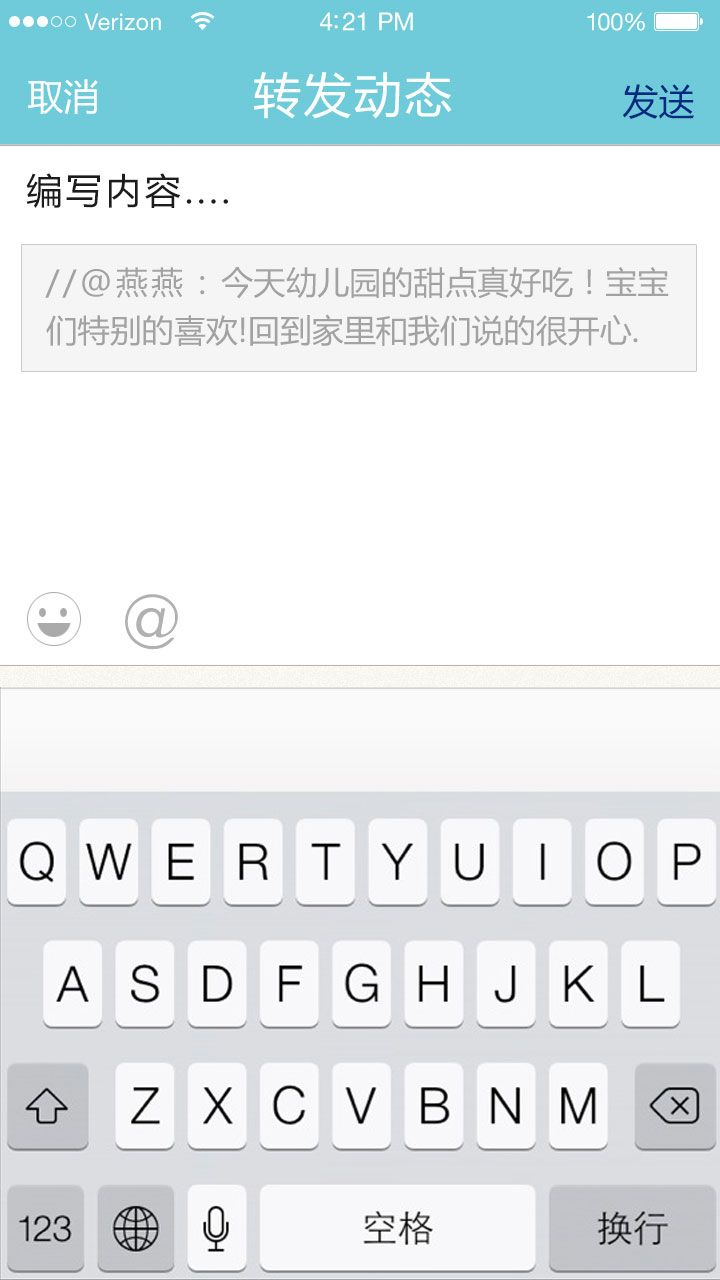 Verizon 4:21 PM 100%
取消 转发动态 发送
编写内容....
//@燕燕：今天幼儿园的甜点真好吃！宝宝
们特别的喜欢!回到家里和我们说的很开心.
@
Q W E R T Y U I O P
A S D F G H J K L
Z X C V B N M
123 空格 换行